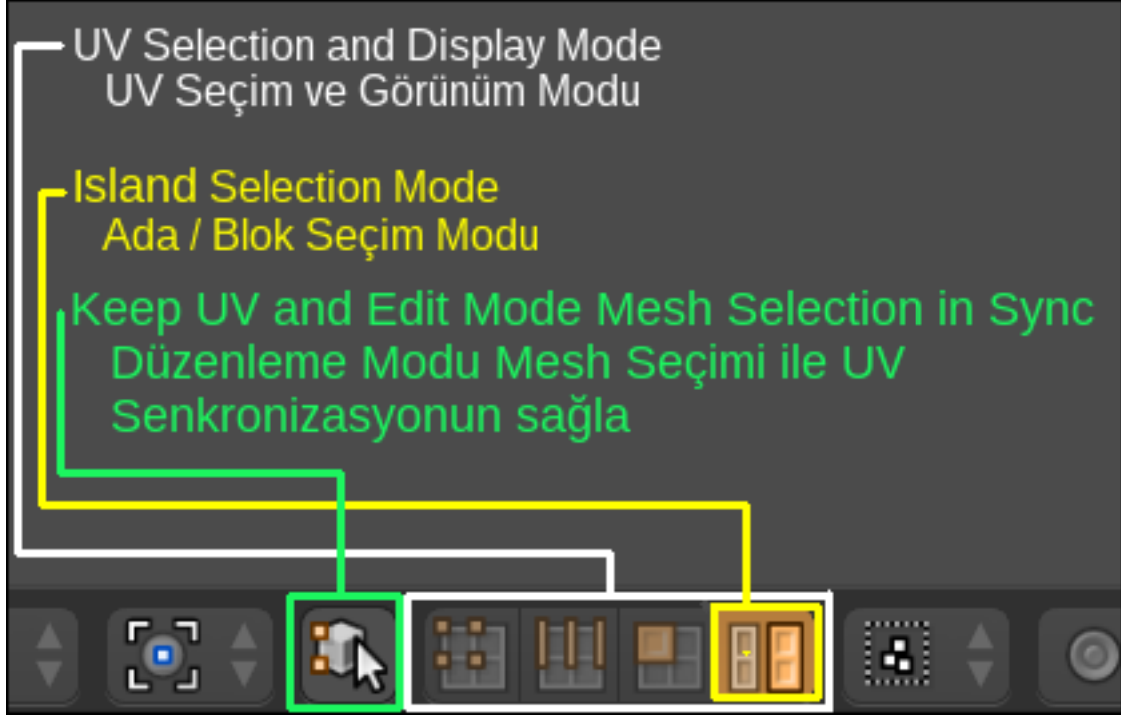 UV Selection and Display Mode
UV Seçim ve Görünüm Modu
Island Selection Mode
Ada / Blok Seçim Modu
Keep UV and Edit Mode Mesh Selection in Sync
Düzenleme Modu Mesh Seçimi ile UV
Senkronizasyonun sağla